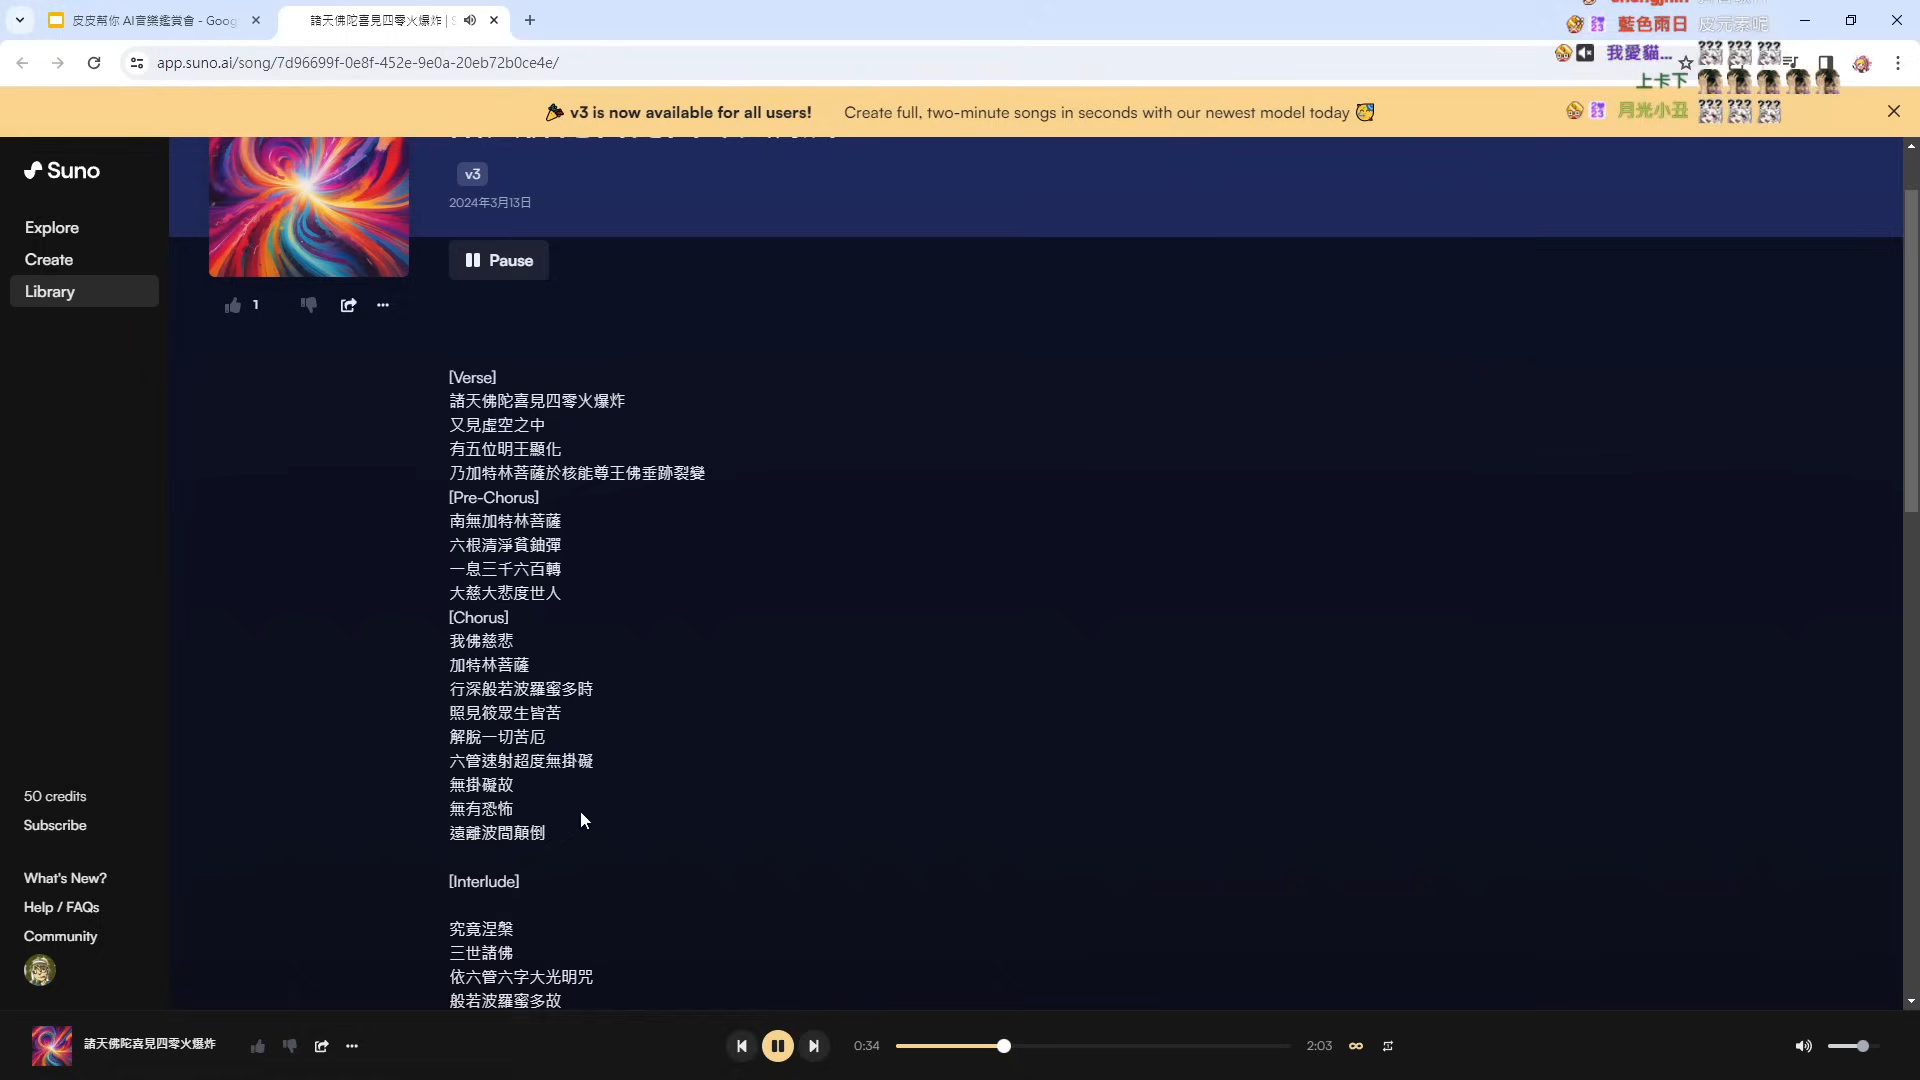 皮皮幫你 AI音樂鑑賞會 - Goog
諸天佛陀喜見四零火爆炸 | S
app.suno.ai/song/7d96699f-0e8f-452e-9e0a-20eb72b0ce4e/
23 藍色雨日 皮元素呢
我愛貓... ??? ??? ???
上卡下
23 月光小丑 ??? ??? ???
v3 is now available for all users! Create full, two-minute songs in seconds with our newest model today
Suno
Explore
Create
Library
50 credits
Subscribe
What's New?
Help / FAQs
Community
v3
2024年3月13日
Pause
1
[Verse]
諸天佛陀喜見四零火爆炸
又見虛空之中
有五位明王顯化
乃加特林菩薩於核能尊王佛垂跡裂變
[Pre-Chorus]
南無加特林菩薩
六根清淨貧鈾彈
一息三千六百轉
大慈大悲度世人
[Chorus]
我佛慈悲
加特林菩薩
行深般若波羅蜜多時
照見筱眾生皆苦
解脫一切苦厄
六管速射超度無掛礙
無掛礙故
無有恐怖
遠離波間顛倒
[Interlude]
究竟涅槃
三世諸佛
依六管六字大光明咒
般若波羅蜜多故
諸天佛陀喜見四零火爆炸
0:34
2:03